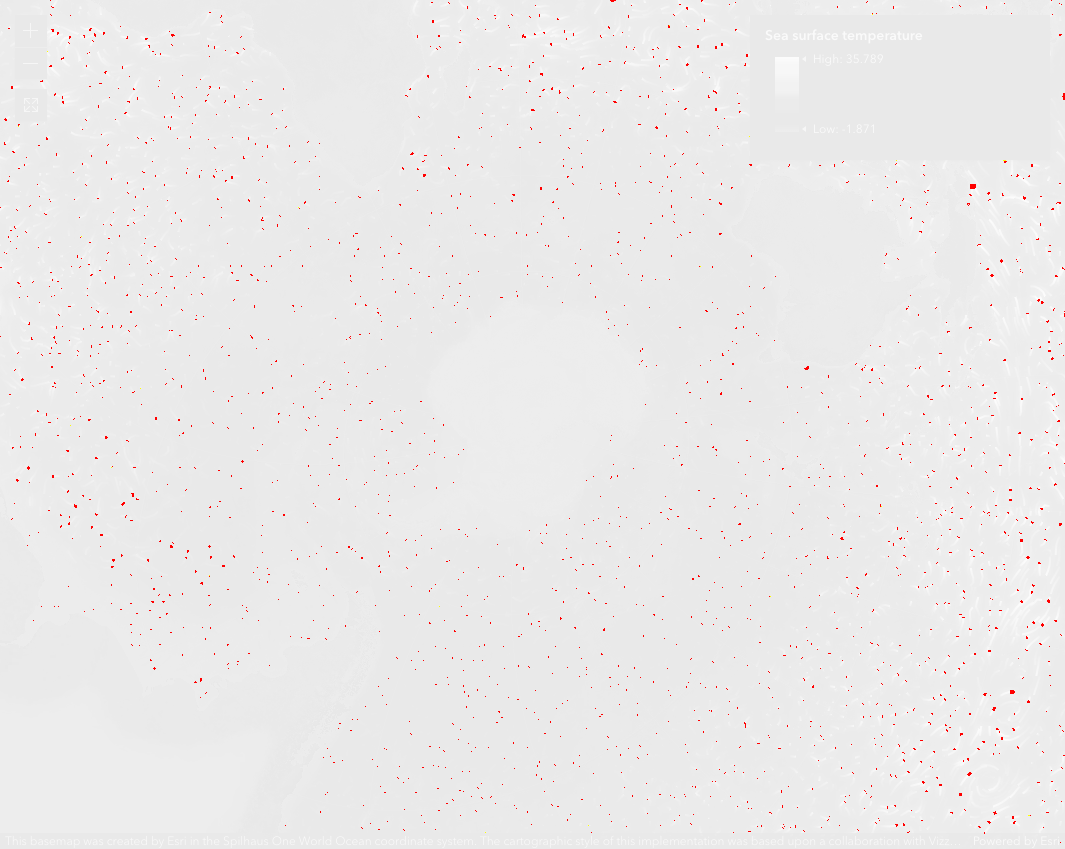 Sea surface temperature
High: 35.789
Low: -1.871
This basemap was created by Esri in the Spilhaus One World Ocean coordinate system. The cartographic style of this implementation was based upon a collaboration with Vizz.
Powered by Esri